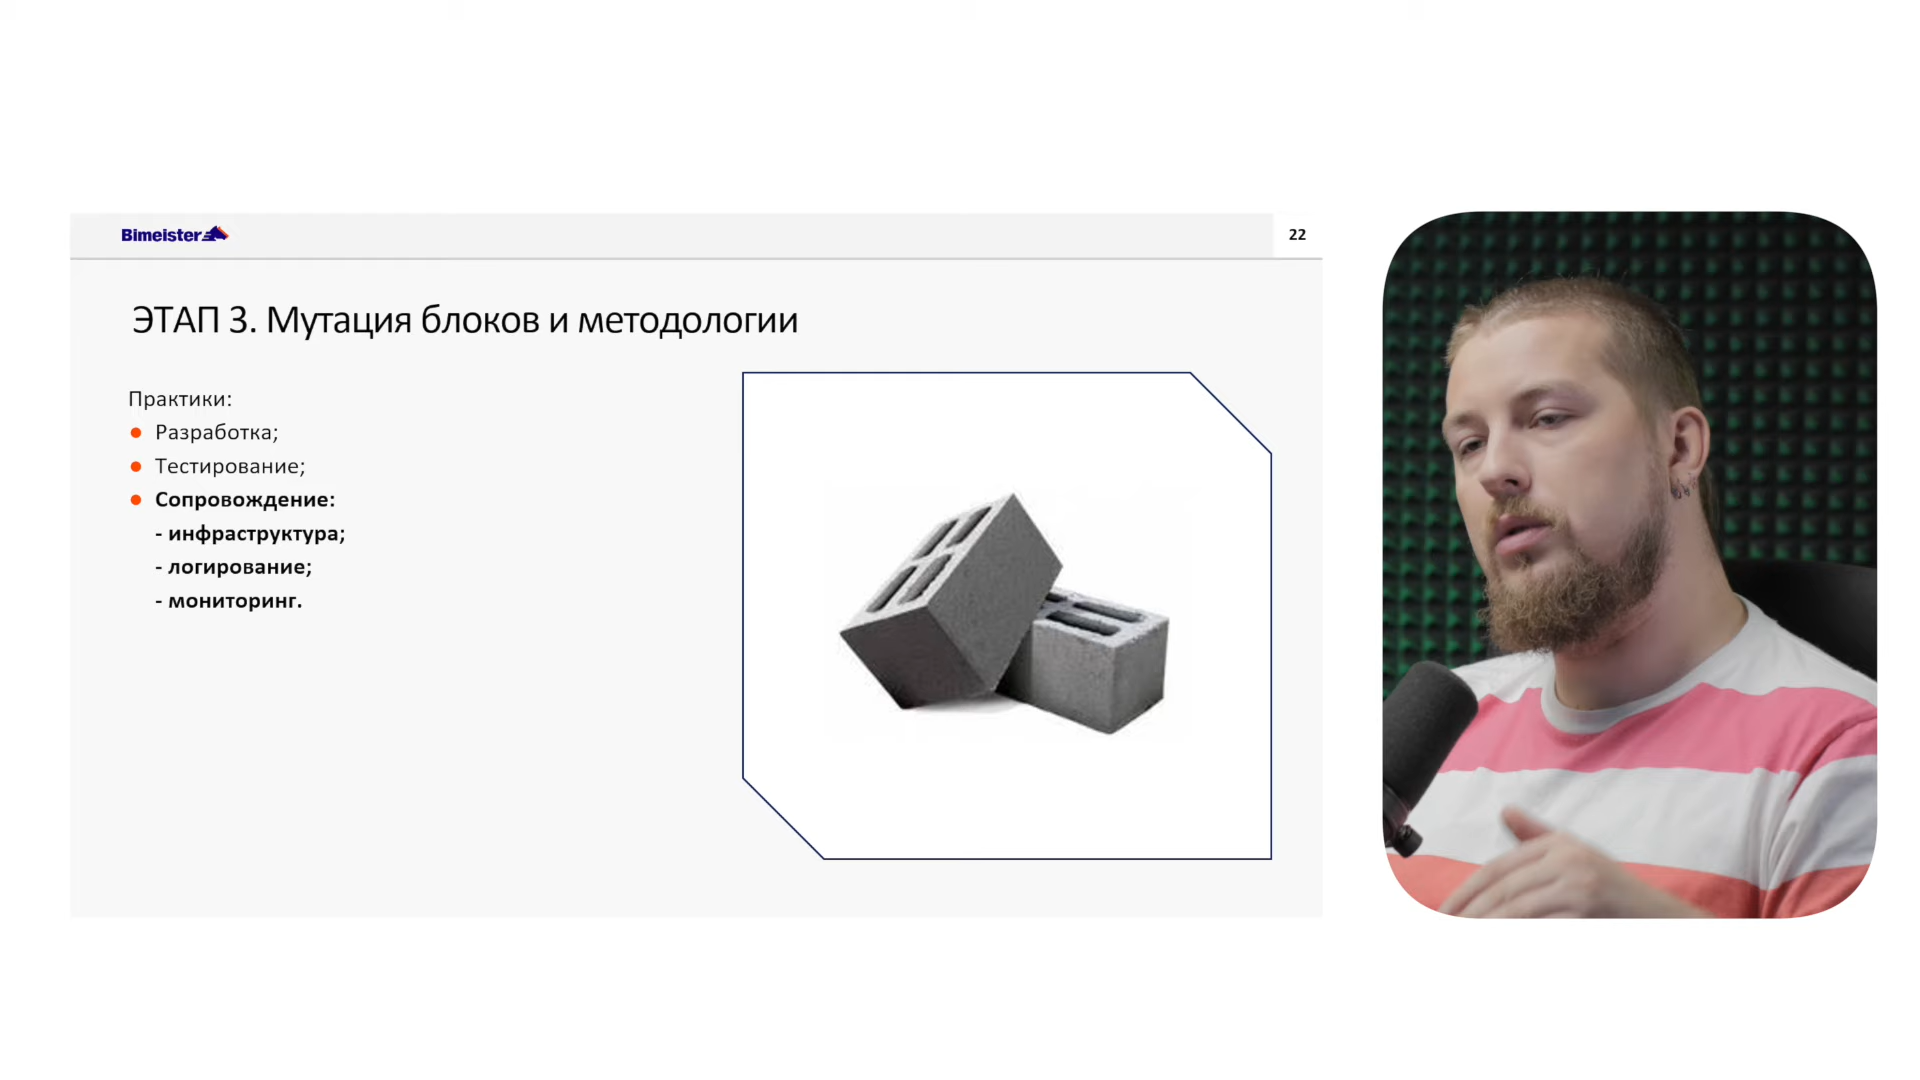 Bimeister
22
ЭТАП 3. Мутация блоков и методологии
Практики:
Разработка;
Тестирование;
Сопровождение:
- инфраструктура;
- логирование;
- мониторинг.